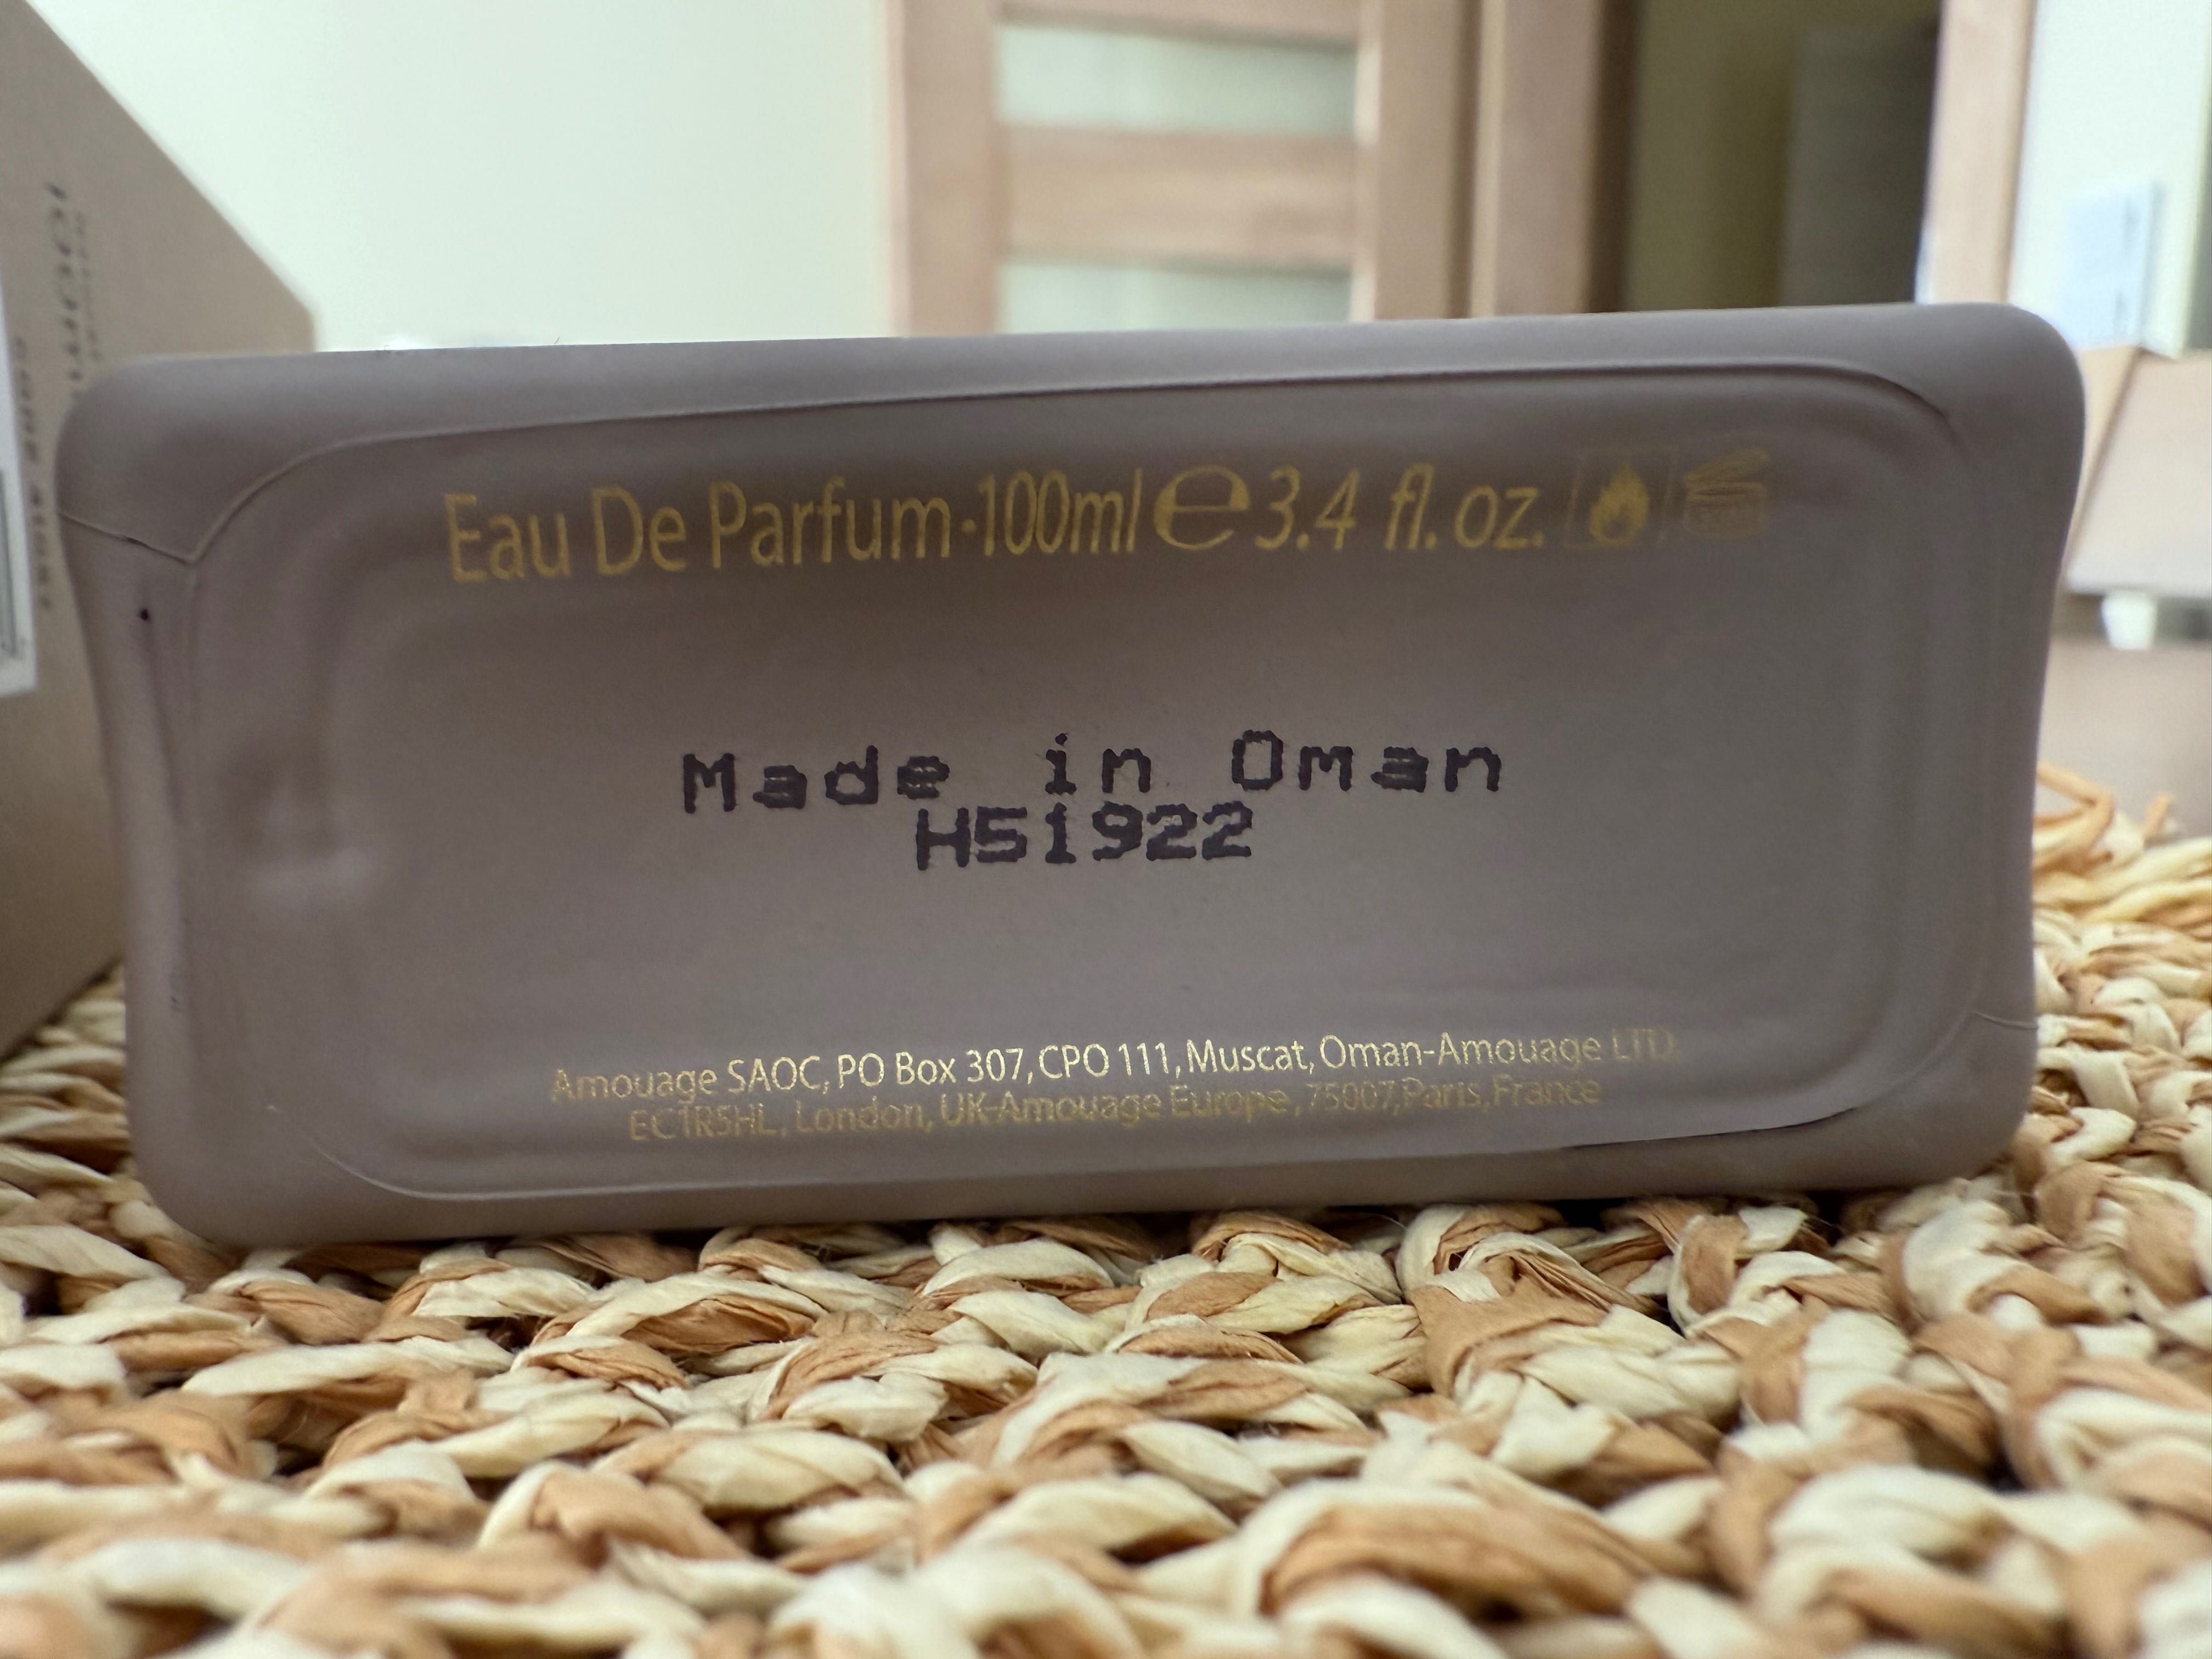 Eau De Parfum·100ml ℮ 3.4 fl. oz.
Made in Oman
H51922
Amouage SAOC, PO Box 307, CPO 111, Muscat, Oman-Amouage LTD.
EC1R5HL, London, UK-Amouage Europe, 75007, Paris, France